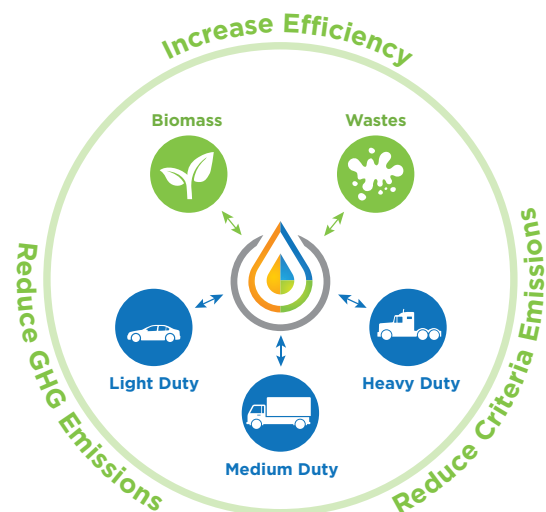 Increase Efficiency
Biomass
Wastes
Reduce GHG Emissions
Reduce Criteria Emissions
Light Duty
Heavy Duty
Medium Duty